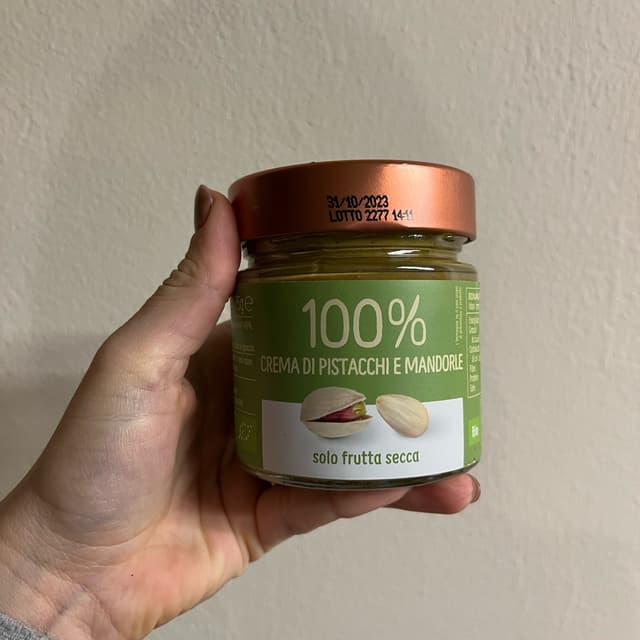 31/10/2023
LOTTO 2277 14:11
100%
CREMA DI PISTACCHI E MANDORLE
solo frutta secca